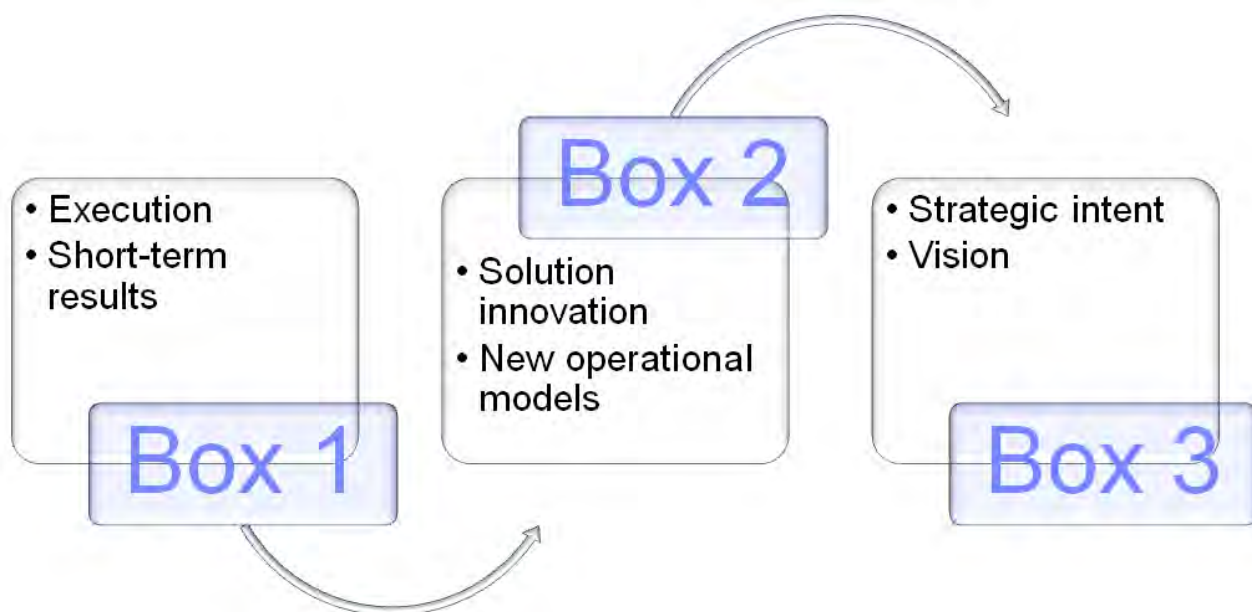 • Execution
• Short-term
results
Box 1
Box 2
• Solution
innovation
• New operational
models
• Strategic intent
• Vision
Box 3